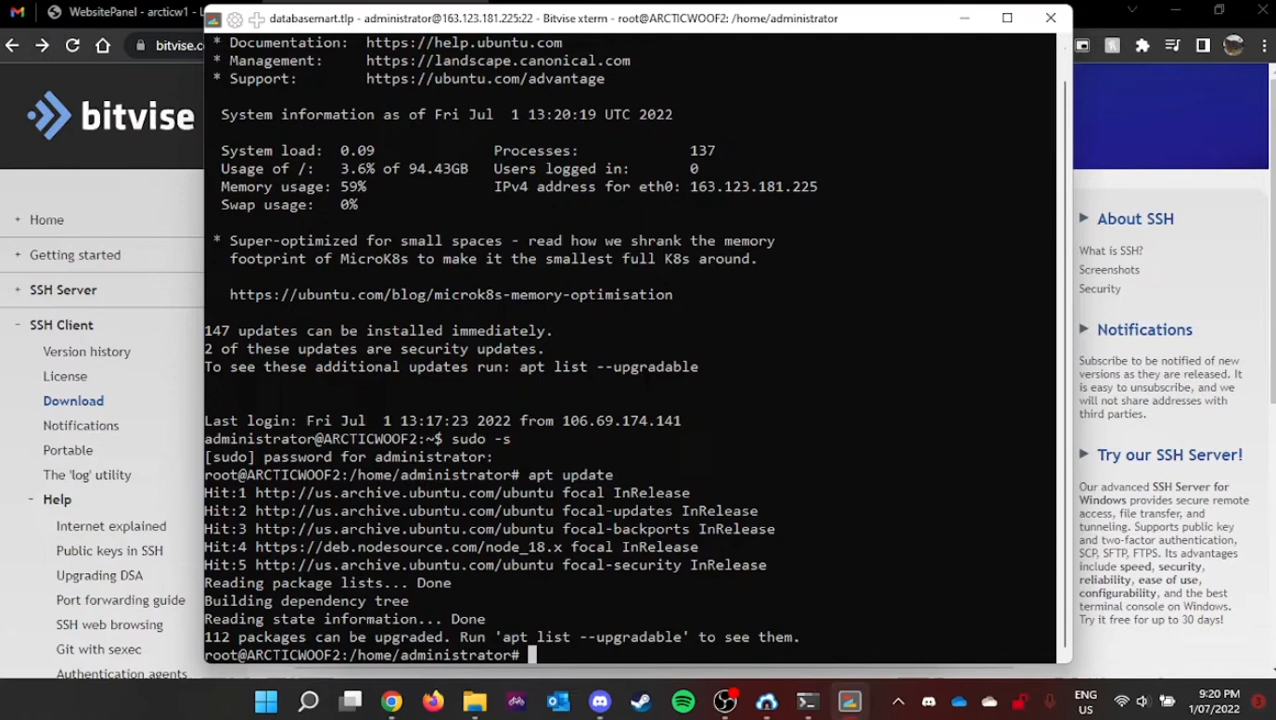 WebsitePanel - arcticw1
databasemart.tlp - administrator@163.123.181.225:22 - Bitvise xterm - root@ARCTICWOOF2: /home/administrator
bitvise.c
bitvise
Home
Getting started
SSH Server
SSH Client
Version history
License
Download
Notifications
Portable
The 'log' utility
Help
Internet explained
Public keys in SSH
Upgrading DSA
Port forwarding guide
SSH web browsing
Git with sexec
Authentication agents
* Documentation: https://help.ubuntu.com
* Management: https://landscape.canonical.com
* Support: https://ubuntu.com/advantage
System information as of Fri Jul 1 13:20:19 UTC 2022
System load: 0.09 Processes: 137
Usage of /: 3.6% of 94.43GB Users logged in: 0
Memory usage: 59% IPv4 address for eth0: 163.123.181.225
Swap usage: 0%
* Super-optimized for small spaces - read how we shrank the memory
footprint of MicroK8s to make it the smallest full K8s around.
https://ubuntu.com/blog/microk8s-memory-optimisation
147 updates can be installed immediately.
2 of these updates are security updates.
To see these additional updates run: apt list --upgradable
Last login: Fri Jul 1 13:17:23 2022 from 106.69.174.141
administrator@ARCTICWOOF2:~$ sudo -s
[sudo] password for administrator:
root@ARCTICWOOF2:/home/administrator# apt update
Hit:1 http://us.archive.ubuntu.com/ubuntu focal InRelease
Hit:2 http://us.archive.ubuntu.com/ubuntu focal-updates InRelease
Hit:3 http://us.archive.ubuntu.com/ubuntu focal-backports InRelease
Hit:4 https://deb.nodesource.com/node_18.x focal InRelease
Hit:5 http://us.archive.ubuntu.com/ubuntu focal-security InRelease
Reading package lists... Done
Building dependency tree
Reading state information... Done
112 packages can be upgraded. Run 'apt list --upgradable' to see them.
root@ARCTICWOOF2:/home/administrator#
About SSH
What is SSH?
Screenshots
Security
Notifications
Subscribe to be notified of new
versions as they are released. It
is easy to unsubscribe, and we
will not share addresses with
third parties.
Try our SSH Server!
Our advanced SSH Server for
Windows provides secure remote
access, file transfer, and
tunneling. Supports public key
and two-factor authentication,
SCP, SFTP, FTPS. Its advantages
include speed, security,
reliability, ease of use,
configurability, and the best
terminal console on Windows.
Try it free for up to 30 days!
ENG
US
9:20 PM
1/07/2022
3